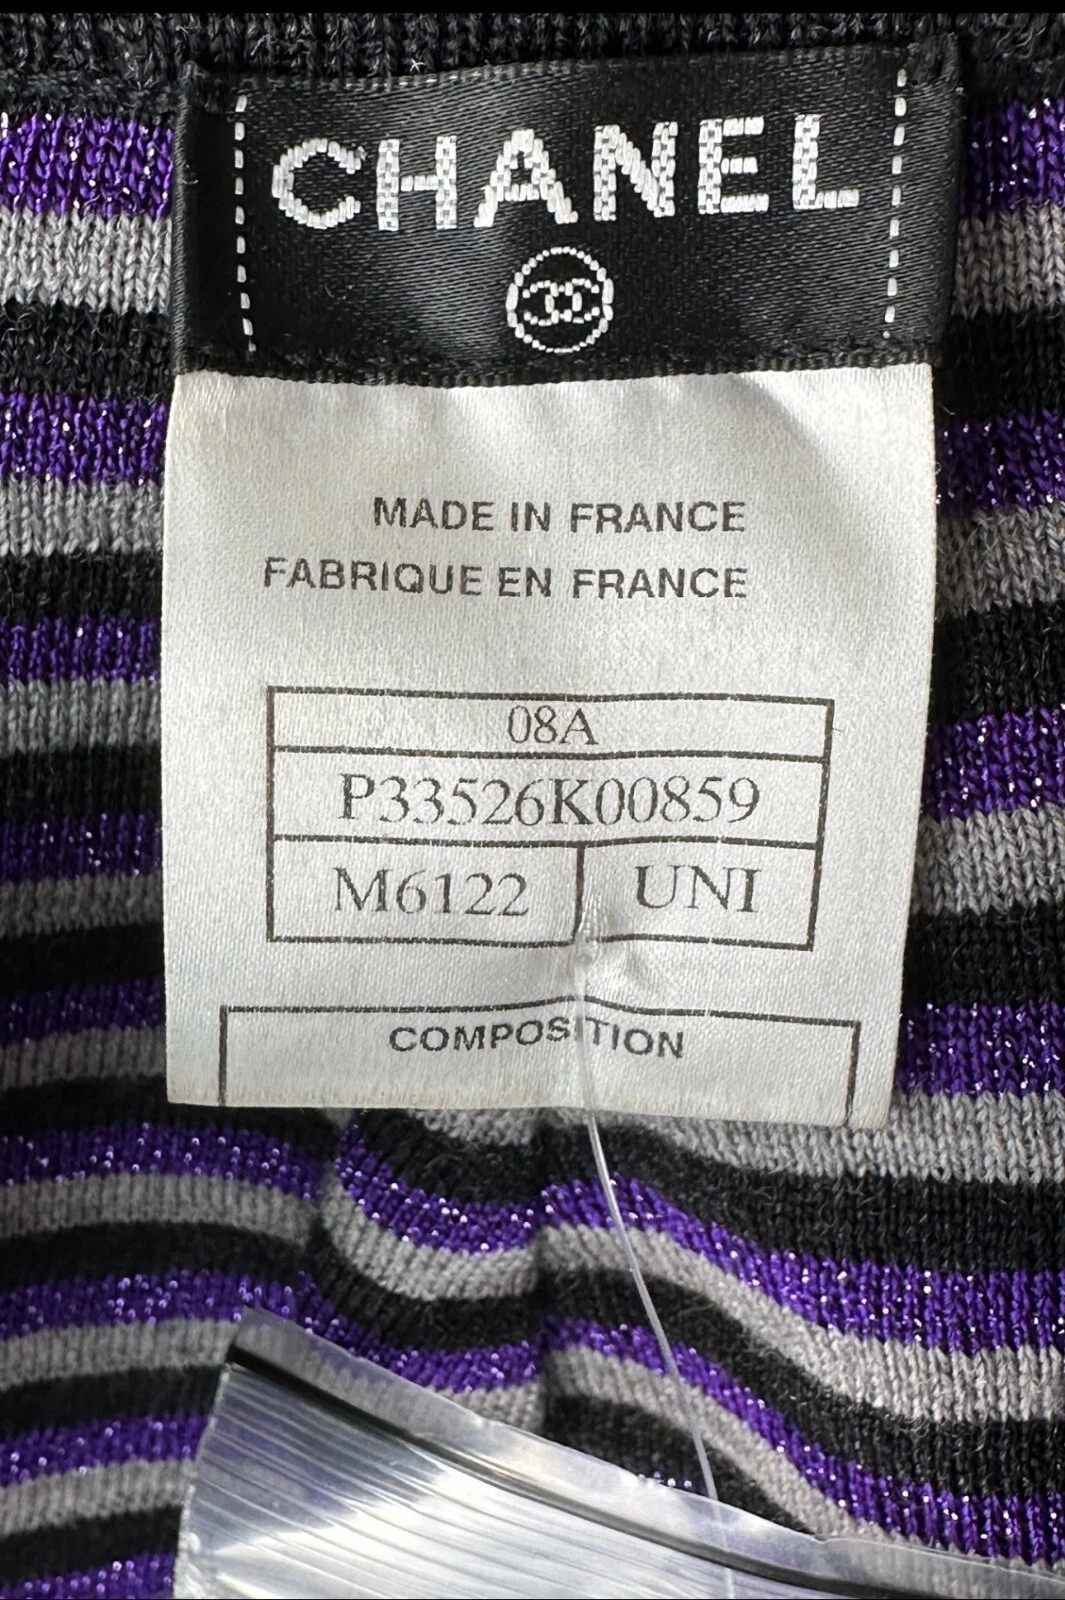 CHANEL
MADE IN FRANCE
FABRIQUE EN FRANCE
08A
P33526K00859
M6122 UNI
COMPOSITION